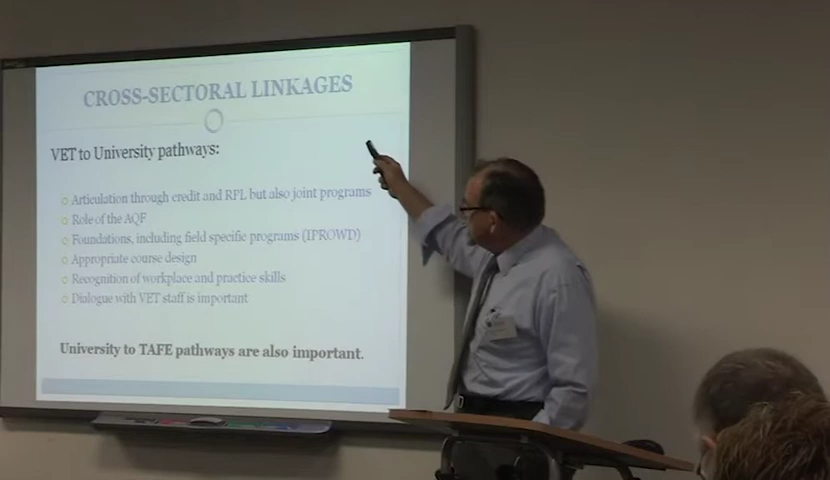 CROSS-SECTORAL LINKAGES
VET to University pathways:
Articulation through credit and RPL but also joint programs
Role of the AQF
Foundations, including field specific programs (IPROWD)
Appropriate course design
Recognition of workplace and practice skills
Dialogue with VET staff is important
University to TAFE pathways are also important.